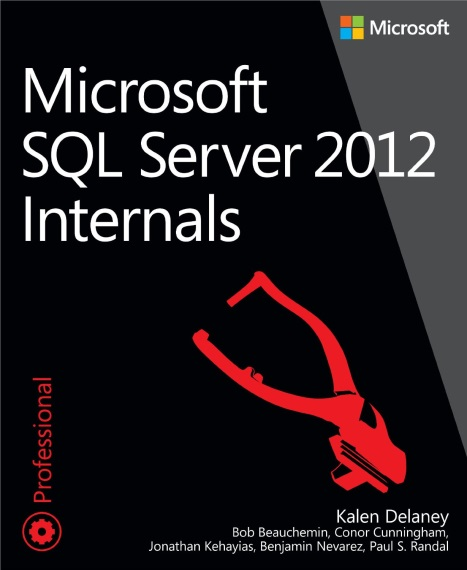 Microsoft
Microsoft
SQL Server 2012
Internals
Professional
Kalen Delaney
Bob Beauchemin, Conor Cunningham,
Jonathan Kehayias, Benjamin Nevarez, Paul S. Randal